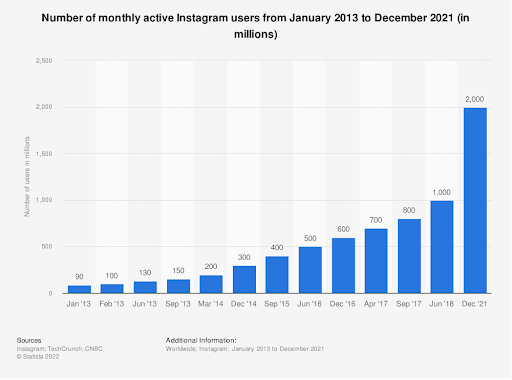 Number of monthly active Instagram users from January 2013 to December 2021 (in
millions)
2,500
2,000
1,500
1,000
500
0
Number of users in millions
90
100
130
150
200
300
400
500
600
700
800
1,000
2,000
Jan '13
Feb '13
Jun '13
Sep '13
Mar '14
Dec '14
Sep '15
Jun '16
Dec '16
Apr '17
Sep '17
Jun '18
Dec '21
Sources
Instagram; TechCrunch; CNBC
© Statista 2022
Additional Information:
Worldwide; Instagram; January 2013 to December 2021